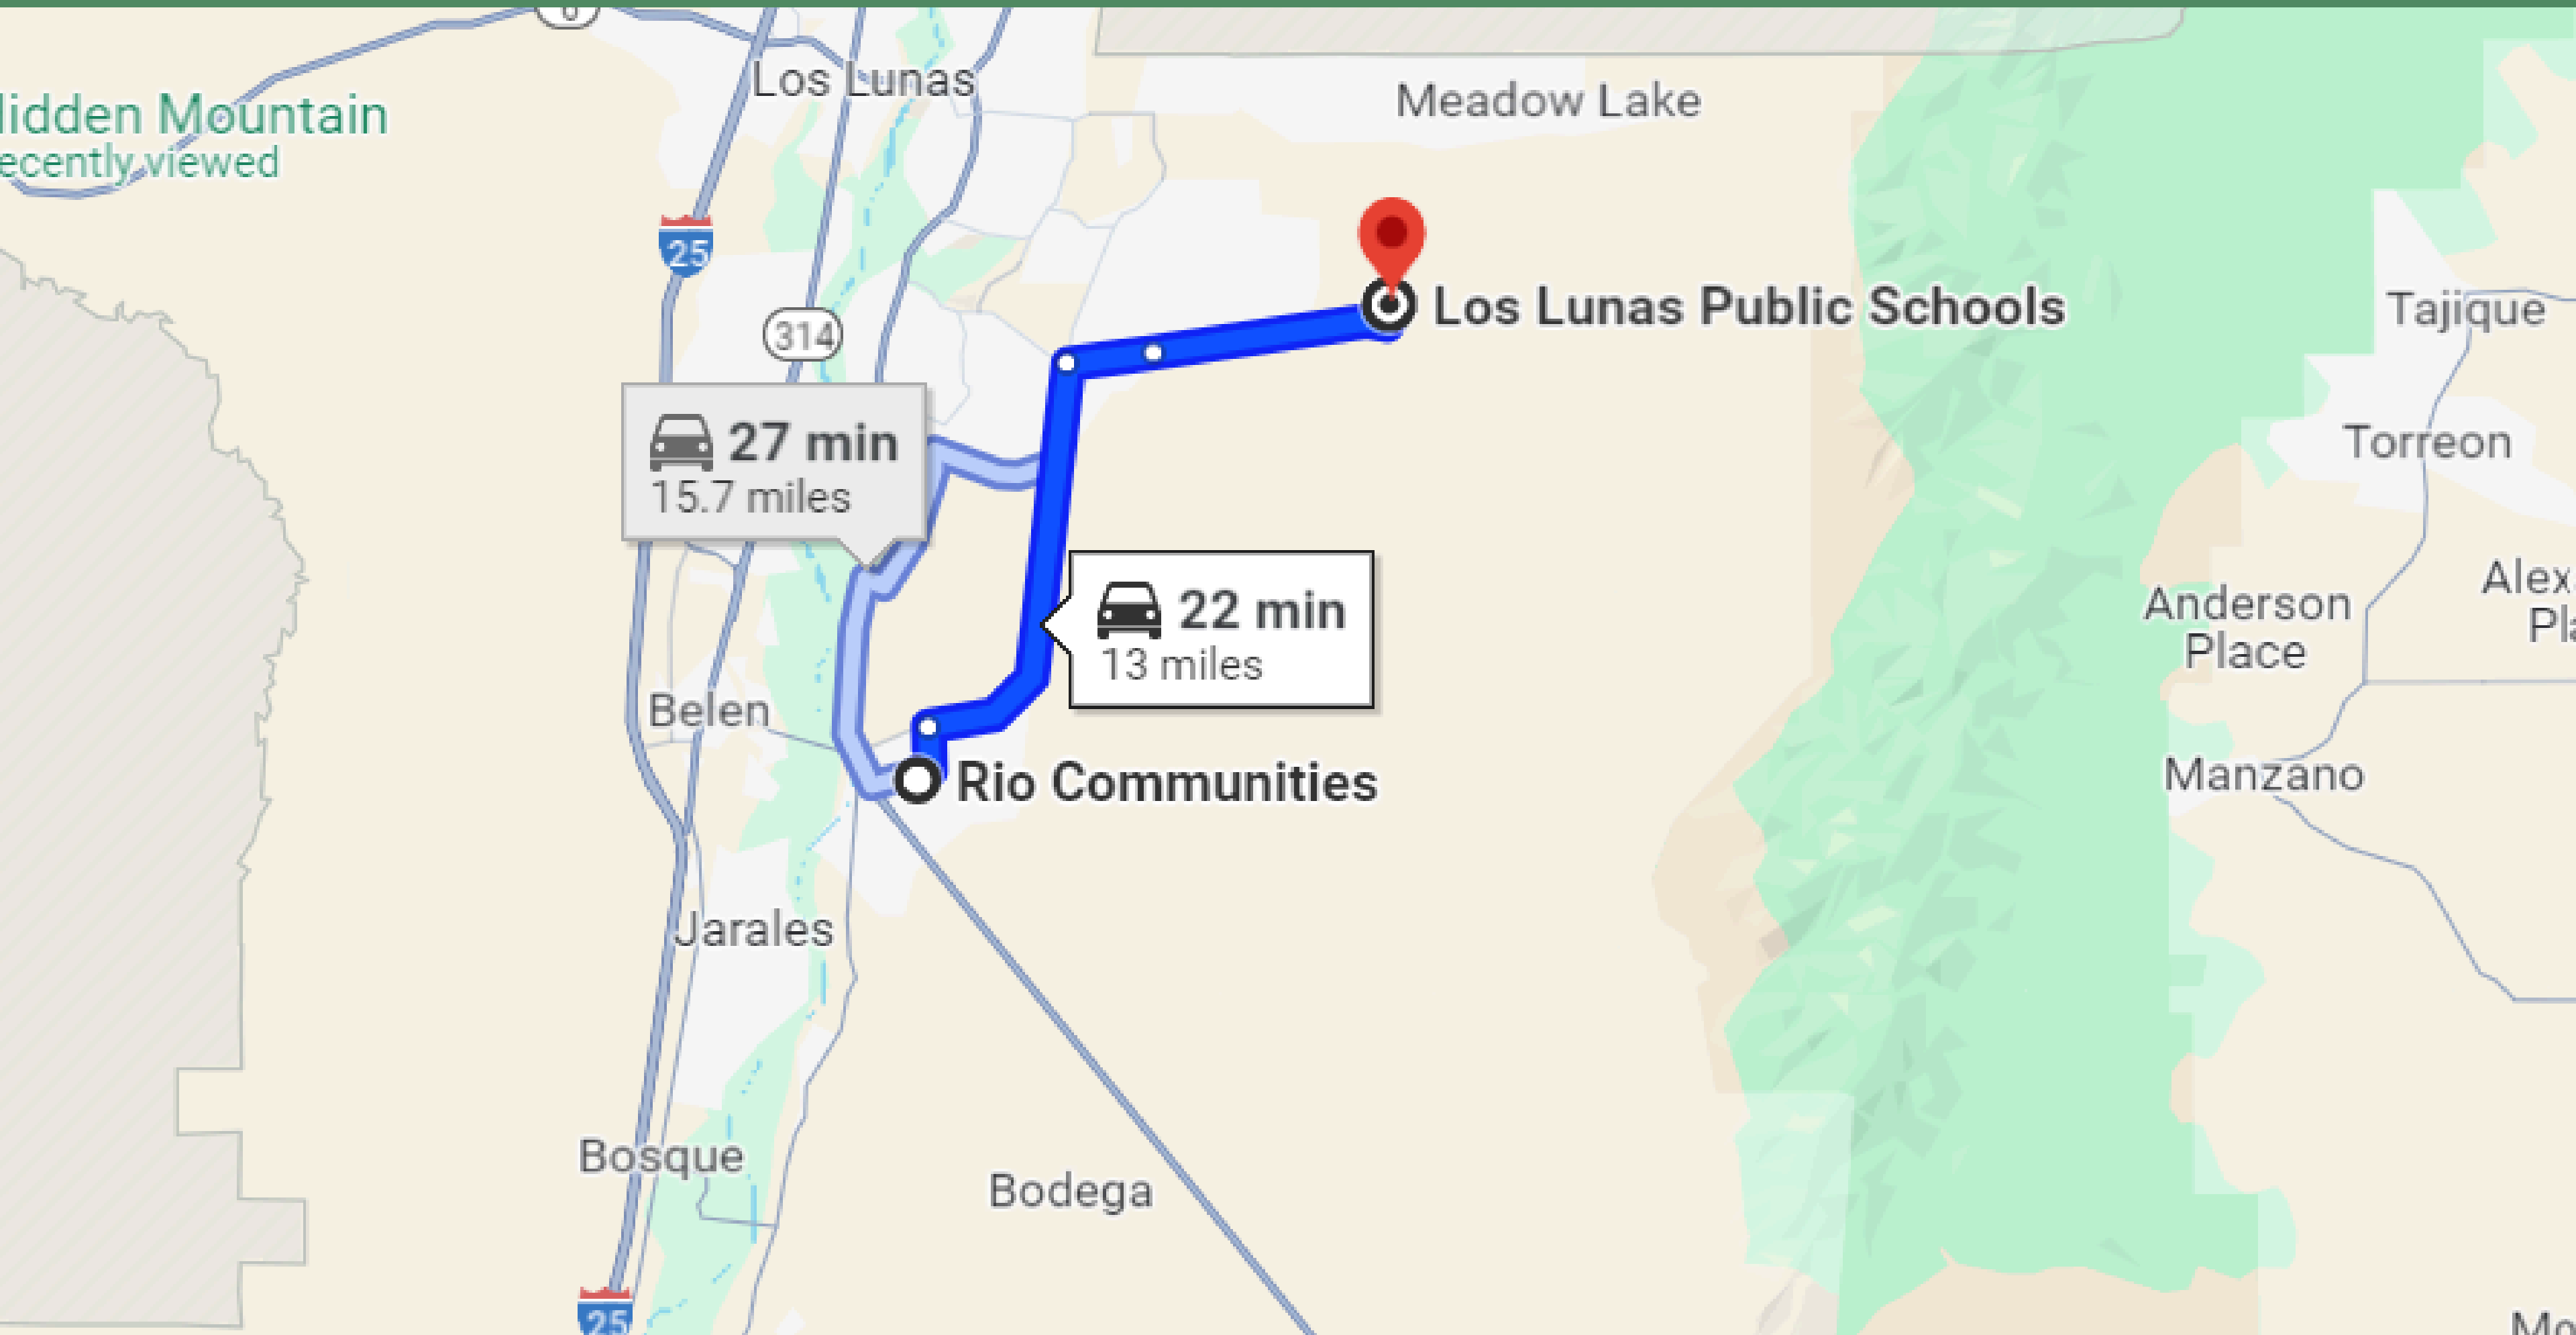 Los Lunas
Meadow Lake
idden Mountain
ecently viewed
25
314
Los Lunas Public Schools
Tajique
27 min
15.7 miles
Torreon
22 min
13 miles
Anderson
Place
Alex
Pla
Belen
Rio Communities
Manzano
Jarales
Bosque
Bodega
25